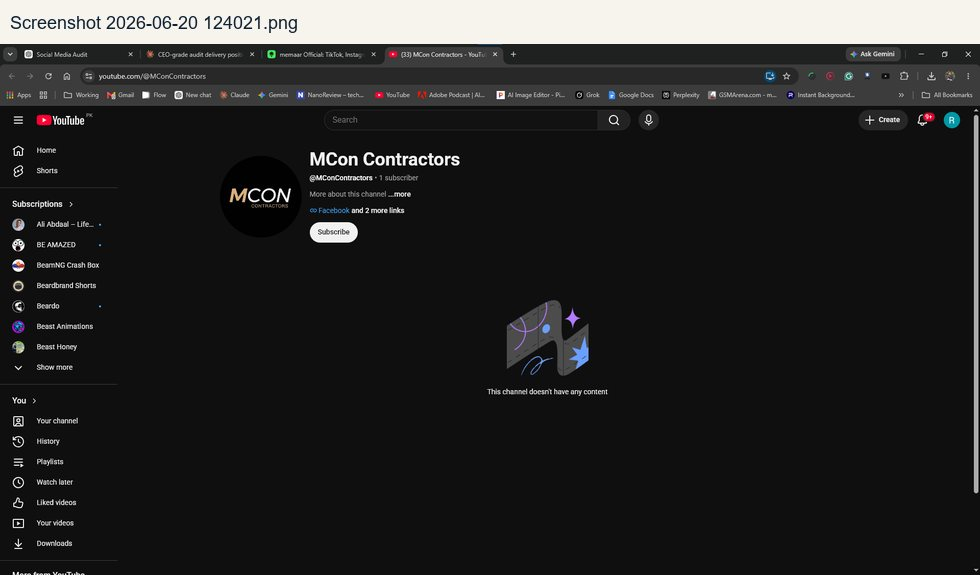 Screenshot 2026-06-20 124021.png
Social Media Audit
CEO-grade audit delivery posit
memaar Official: TikTok, Instag
(33) MCon Contractors - YouTu
Ask Gemini
youtube.com/@MConContractors
Apps
Working
Gmail
Flow
New chat
Claude
Gemini
NanoReview – tech...
YouTube
Adobe Podcast | AI...
AI Image Editor - Pi...
Grok
Google Docs
Perplexity
GSMArena.com - m...
Instant Background...
All Bookmarks
YouTube PK
Search
Create
9+
R
Home
Shorts
Subscriptions
Ali Abdaal – Life...
BE AMAZED
BeamNG Crash Box
Beardbrand Shorts
Beardo
Beast Animations
Beast Honey
Show more
You
Your channel
History
Playlists
Watch later
Liked videos
Your videos
Downloads
More from YouTube
MCON
CONTRACTORS
MCon Contractors
@MConContractors • 1 subscriber
More about this channel ...more
Facebook and 2 more links
Subscribe
This channel doesn't have any content